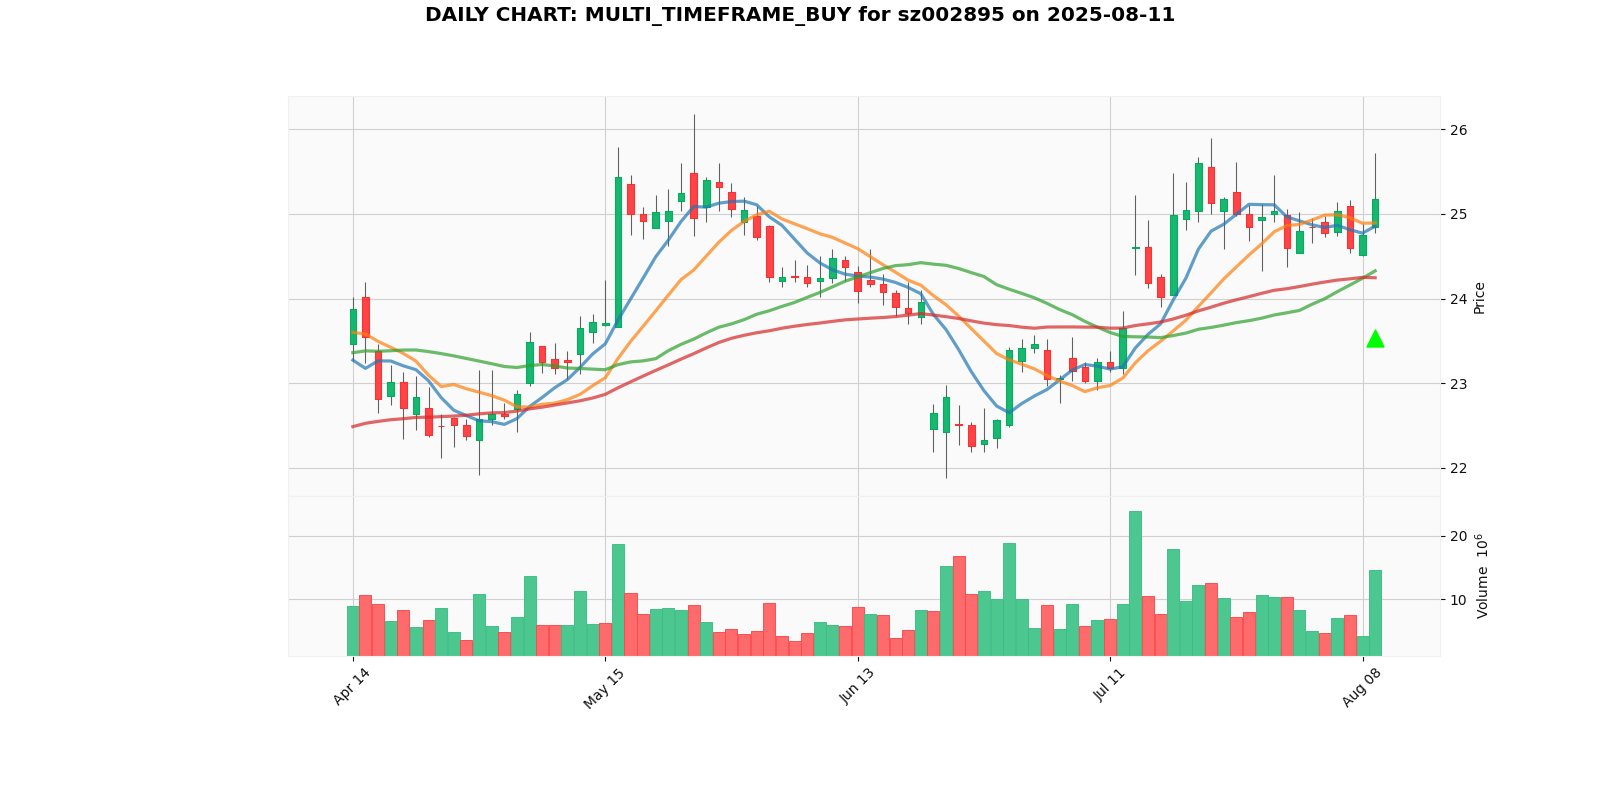 DAILY CHART: MULTI_TIMEFRAME_BUY for sz002895 on 2025-08-11
26
25
24
23
22
Price
20
10
Volume 10^6
Apr 14
May 15
Jun 13
Jul 11
Aug 08